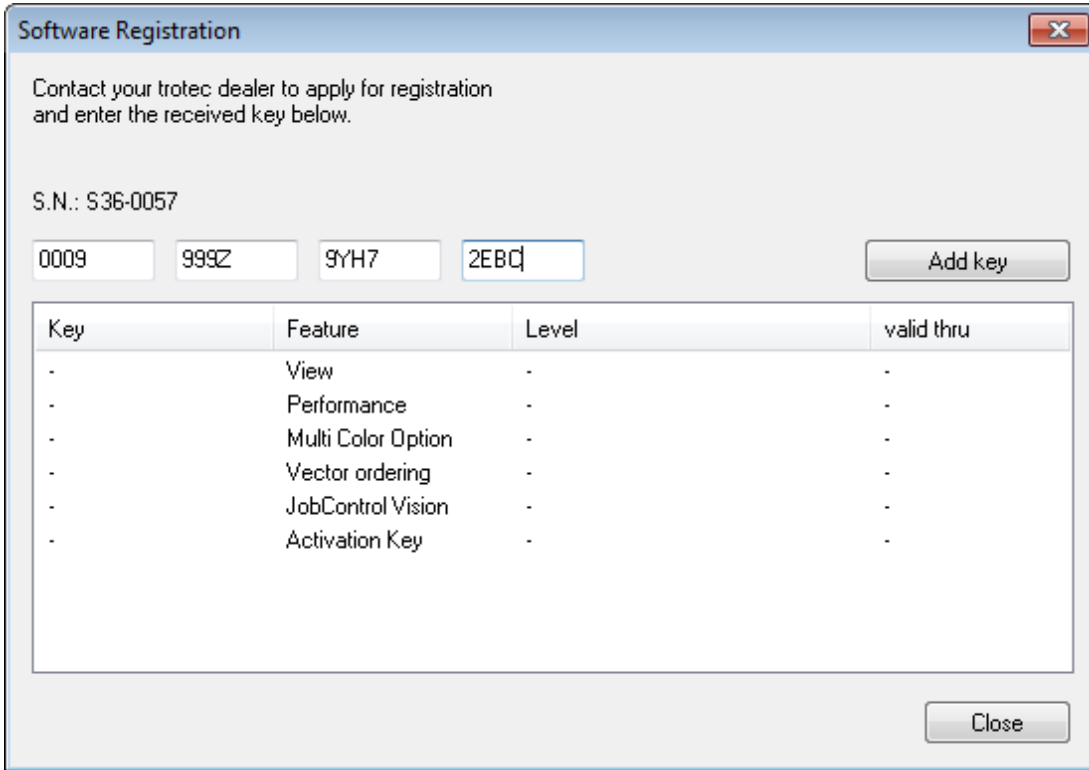 Software Registration
Contact your trotec dealer to apply for registration
and enter the received key below.
S.N.: S36-0057
0009 999Z 9YH7 2EBC Add key
Key Feature Level valid thru
- View - -
- Performance - -
- Multi Color Option - -
- Vector ordering - -
- JobControl Vision - -
- Activation Key - -
Close